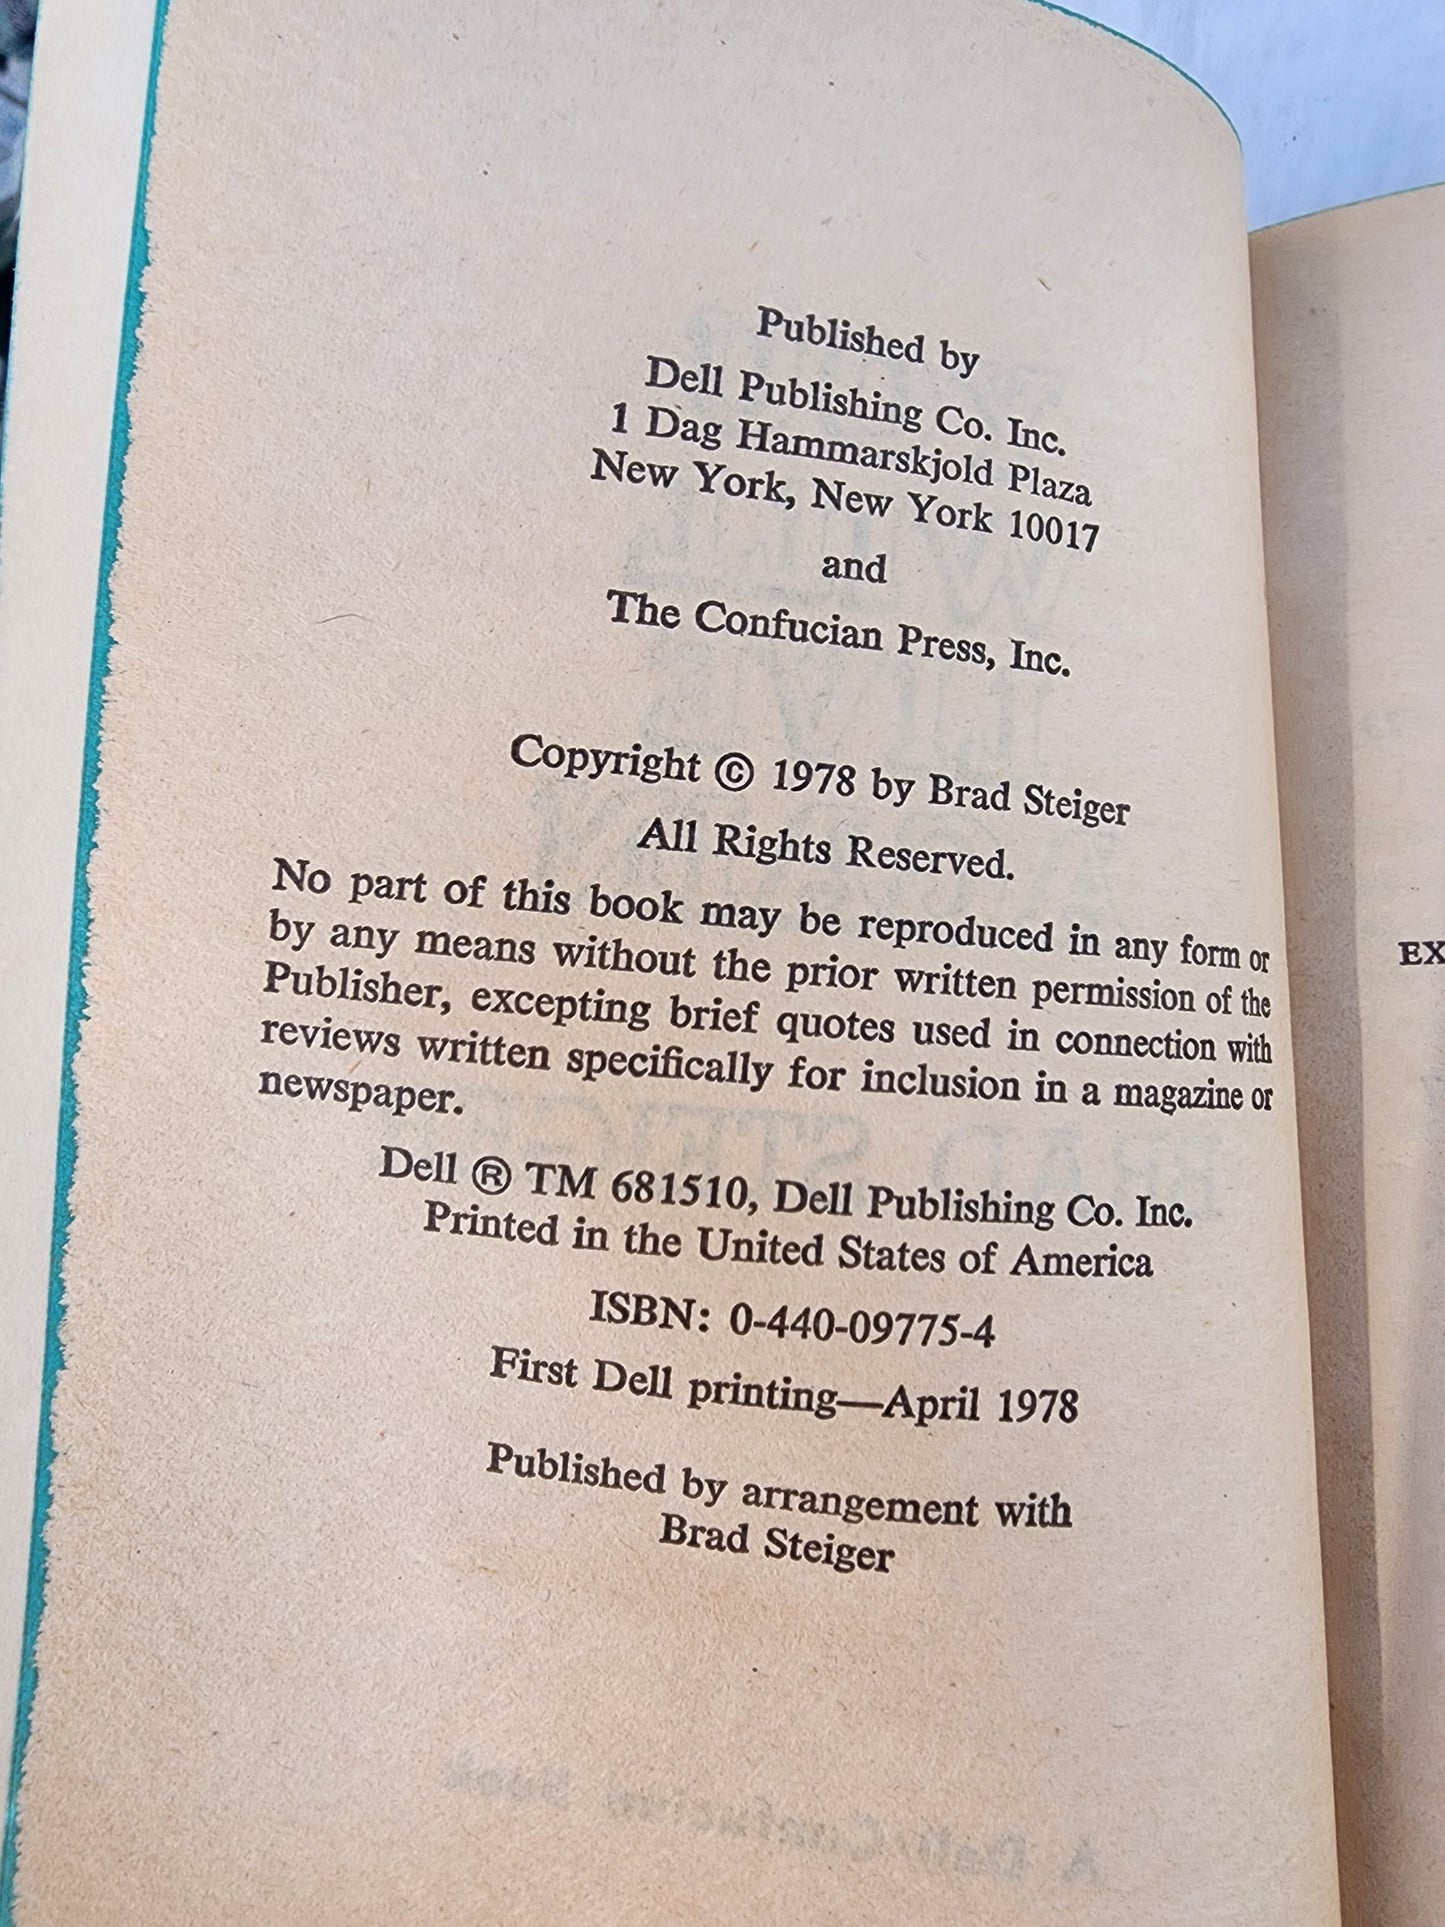 Published by
Dell Publishing Co. Inc.
1 Dag Hammarskjold Plaza
New York, New York 10017
and
The Confucian Press, Inc.
Copyright © 1978 by Brad Steiger
All Rights Reserved.
No part of this book may be reproduced in any form or
by any means without the prior written permission of the
Publisher, excepting brief quotes used in connection with
reviews written specifically for inclusion in a magazine or
newspaper.
Dell ® TM 681510, Dell Publishing Co. Inc.
Printed in the United States of America
ISBN: 0-440-09775-4
First Dell printing—April 1978
Published by arrangement with
Brad Steiger
EX